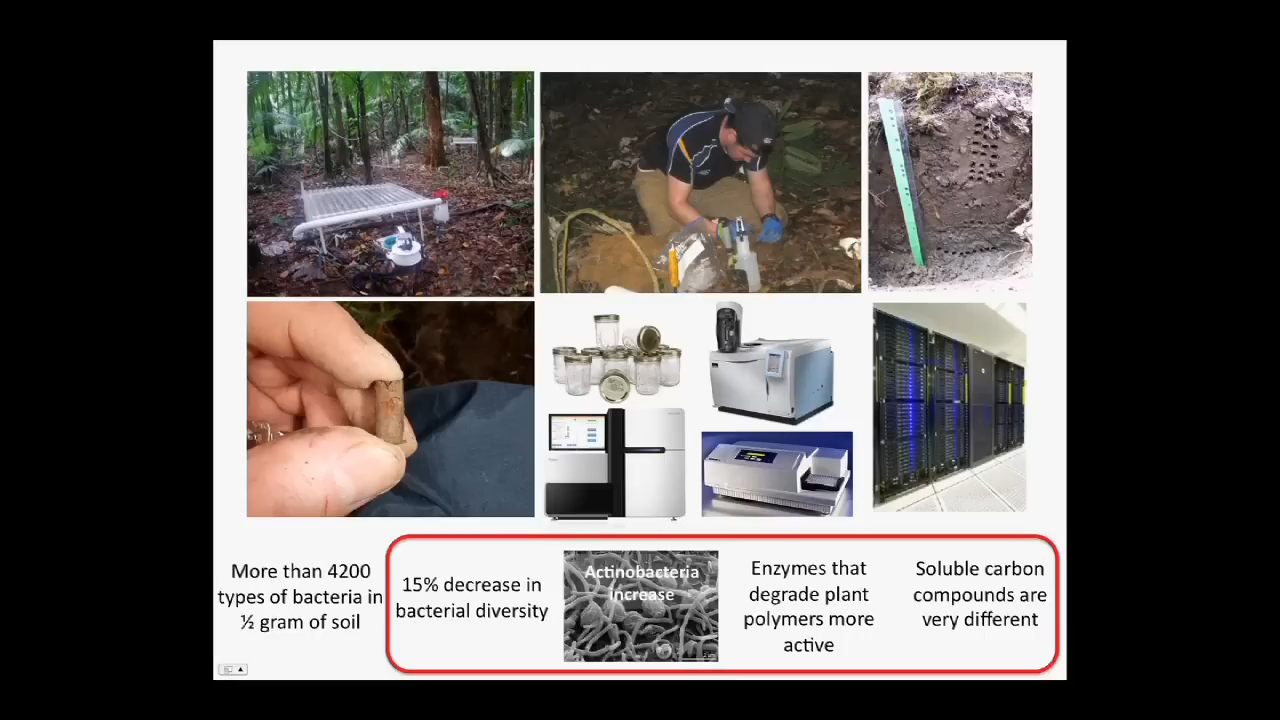 More than 4200
types of bacteria in
½ gram of soil
15% decrease in
bacterial diversity
Actinobacteria
increase
Enzymes that
degrade plant
polymers more
active
Soluble carbon
compounds are
very different